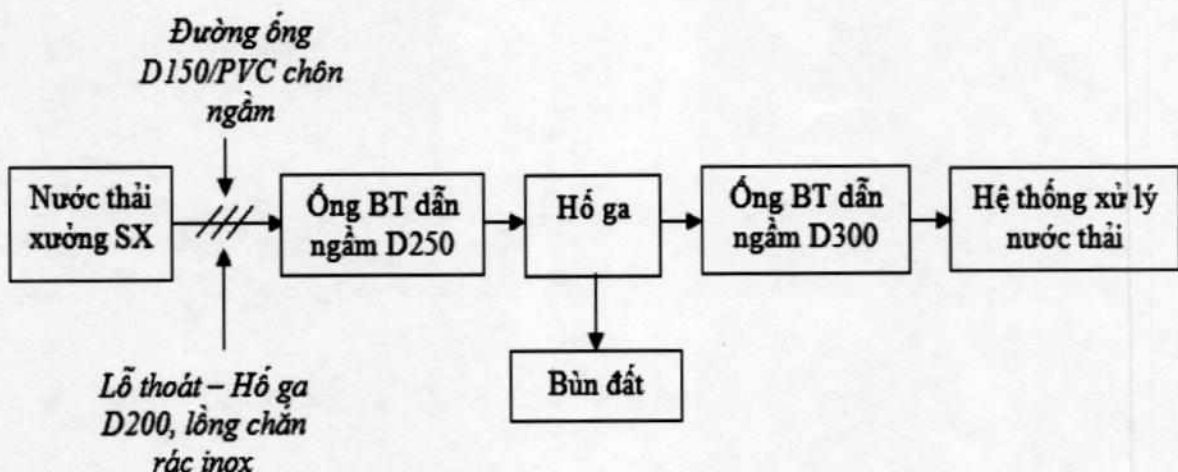 Đường ống
D150/PVC chôn
ngầm
Nước thải
xưởng SX
Ống BT dẫn
ngầm D250
Hố ga
Ống BT dẫn
ngầm D300
Hệ thống xử lý
nước thải
Lỗ thoát – Hố ga
D200, lồng chắn
rác inox
Bùn đất